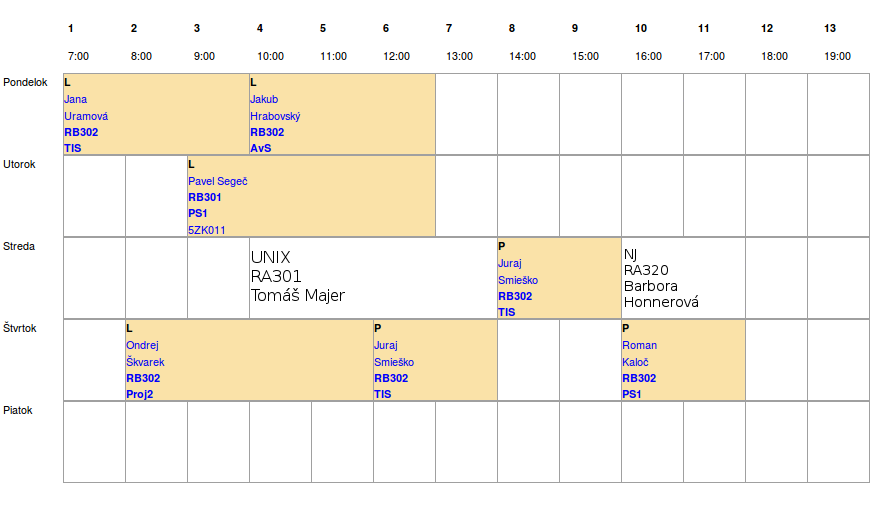 1 2 3 4 5 6 7 8 9 10 11 12 13
7:00 8:00 9:00 10:00 11:00 12:00 13:00 14:00 15:00 16:00 17:00 18:00 19:00
Pondelok
L
Jana
Uramová
RB302
TIS
L
Jakub
Hrabovský
RB302
AvS
Utorok
L
Pavel Segeč
RB301
PS1
5ZK011
Streda
UNIX
RA301
Tomáš Majer
P
Juraj
Smieško
RB302
TIS
NJ
RA320
Barbora
Honnerová
Štvrtok
L
Ondrej
Škvarek
RB302
Proj2
P
Juraj
Smieško
RB302
TIS
P
Roman
Kaloč
RB302
PS1
Piatok